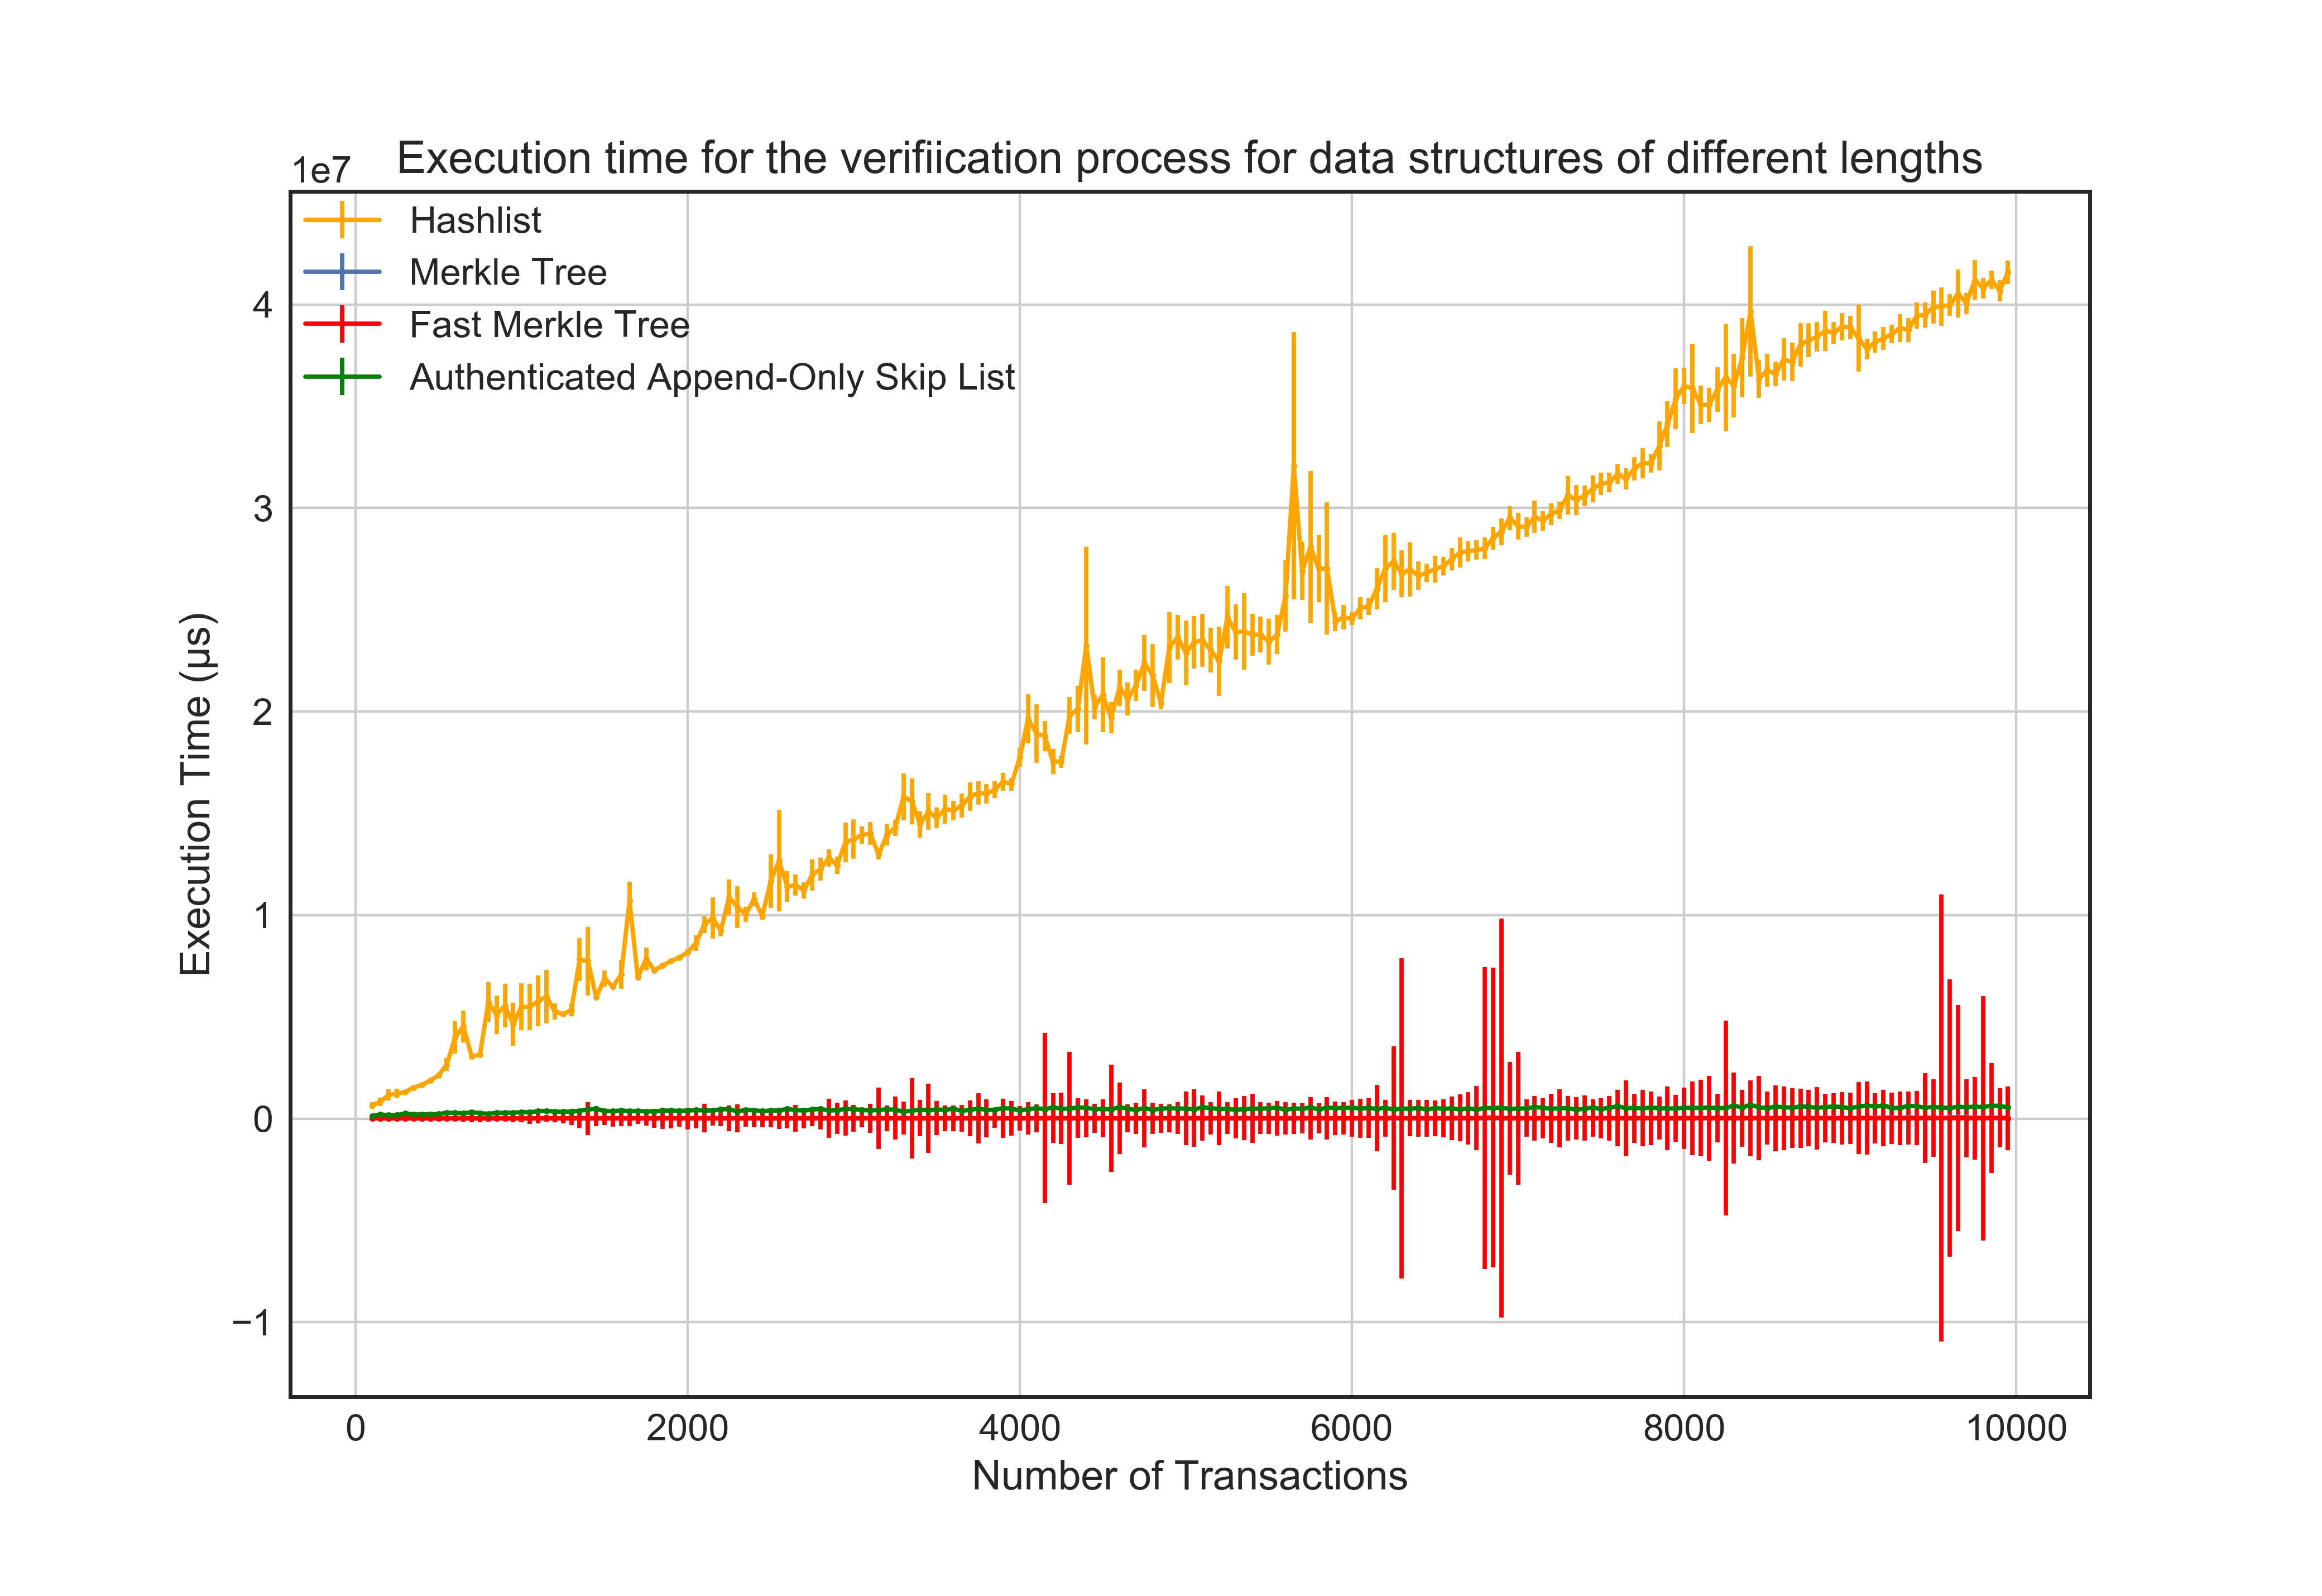 Execution time for the verifiication process for data structures of different lengths
1e7
Hashlist
Merkle Tree
Fast Merkle Tree
Authenticated Append-Only Skip List
4
3
2
1
0
−1
Execution Time (µs)
0 2000 4000 6000 8000 10000
Number of Transactions